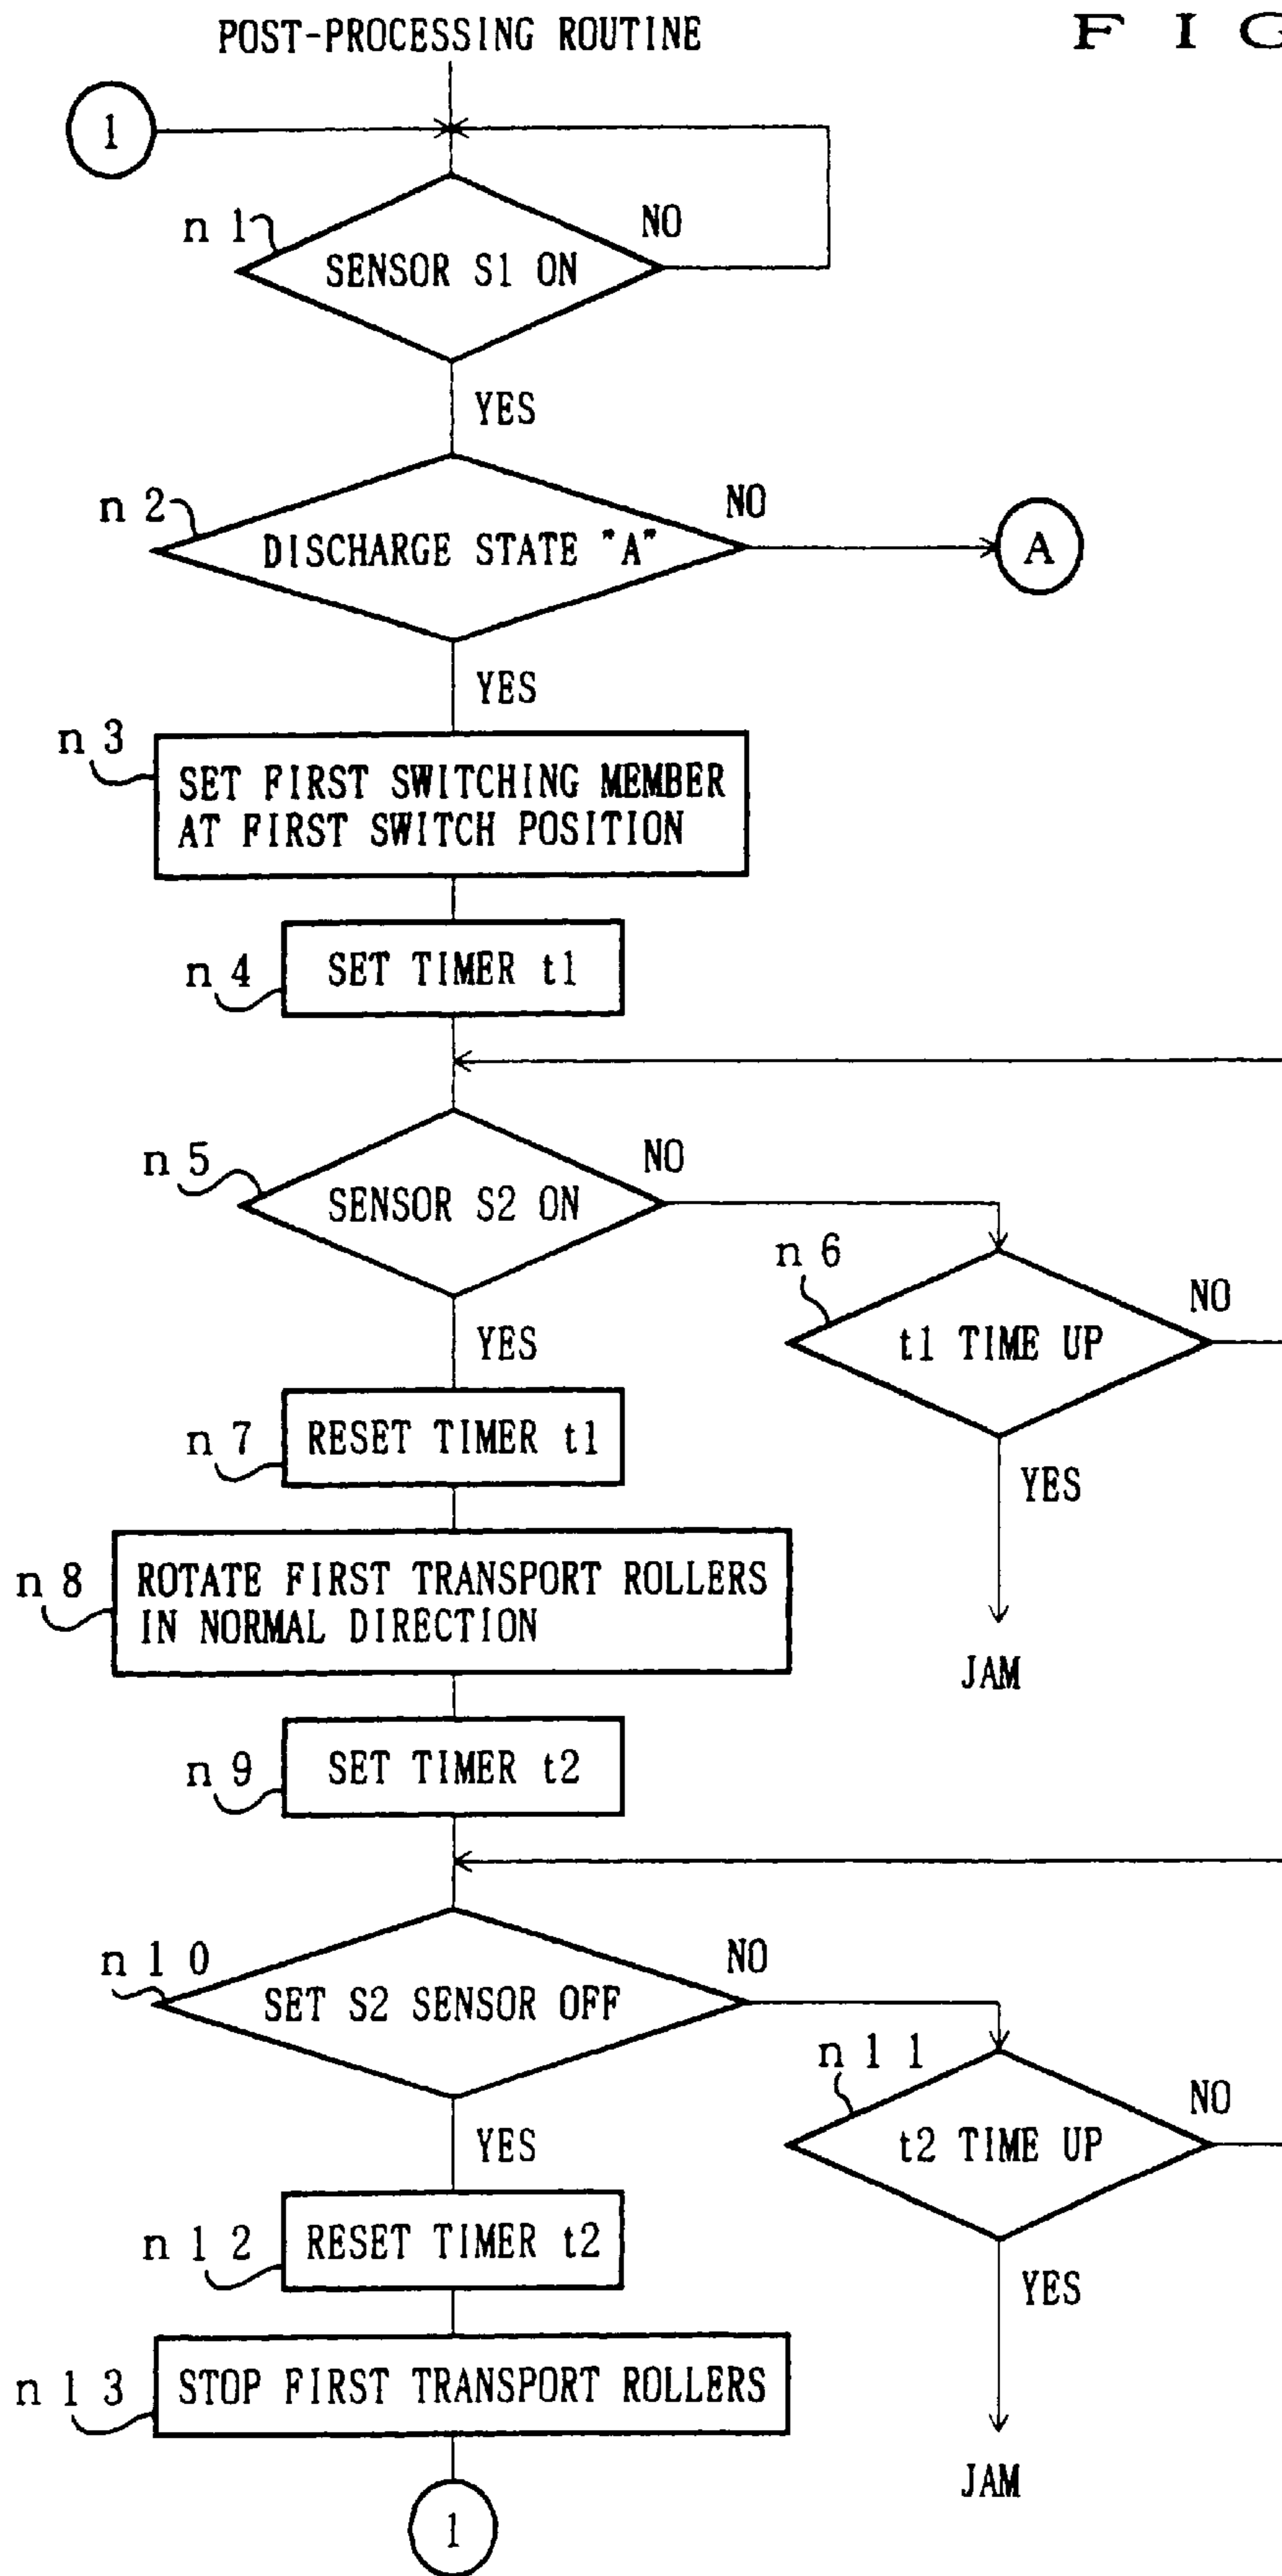 POST-PROCESSING ROUTINE
F I G
1
n 1
SENSOR S1 ON
NO
YES
n 2
DISCHARGE STATE "A"
NO
A
YES
n 3
SET FIRST SWITCHING MEMBER
AT FIRST SWITCH POSITION
n 4
SET TIMER t1
n 5
SENSOR S2 ON
NO
n 6
t1 TIME UP
NO
YES
YES
n 7
RESET TIMER t1
n 8
ROTATE FIRST TRANSPORT ROLLERS
IN NORMAL DIRECTION
JAM
n 9
SET TIMER t2
n 1 0
SET S2 SENSOR OFF
NO
n 1 1
t2 TIME UP
NO
YES
YES
n 1 2
RESET TIMER t2
n 1 3
STOP FIRST TRANSPORT ROLLERS
JAM
1